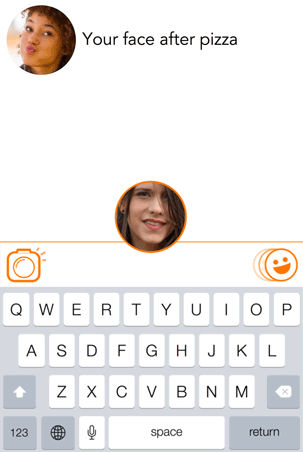 Your face after pizza
Q W E R T Y U I O P
A S D F G H J K L
Z X C V B N M
123 space return